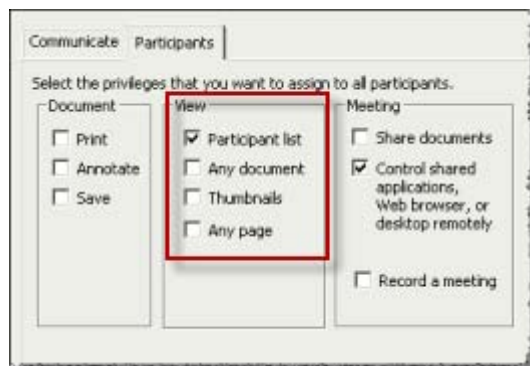 Communicate Participants
Select the privileges that you want to assign to all participants.
Document
Print
Annotate
Save
View
Participant list
Any document
Thumbnails
Any page
Meeting
Share documents
Control shared
applications,
Web browser, or
desktop remotely
Record a meeting